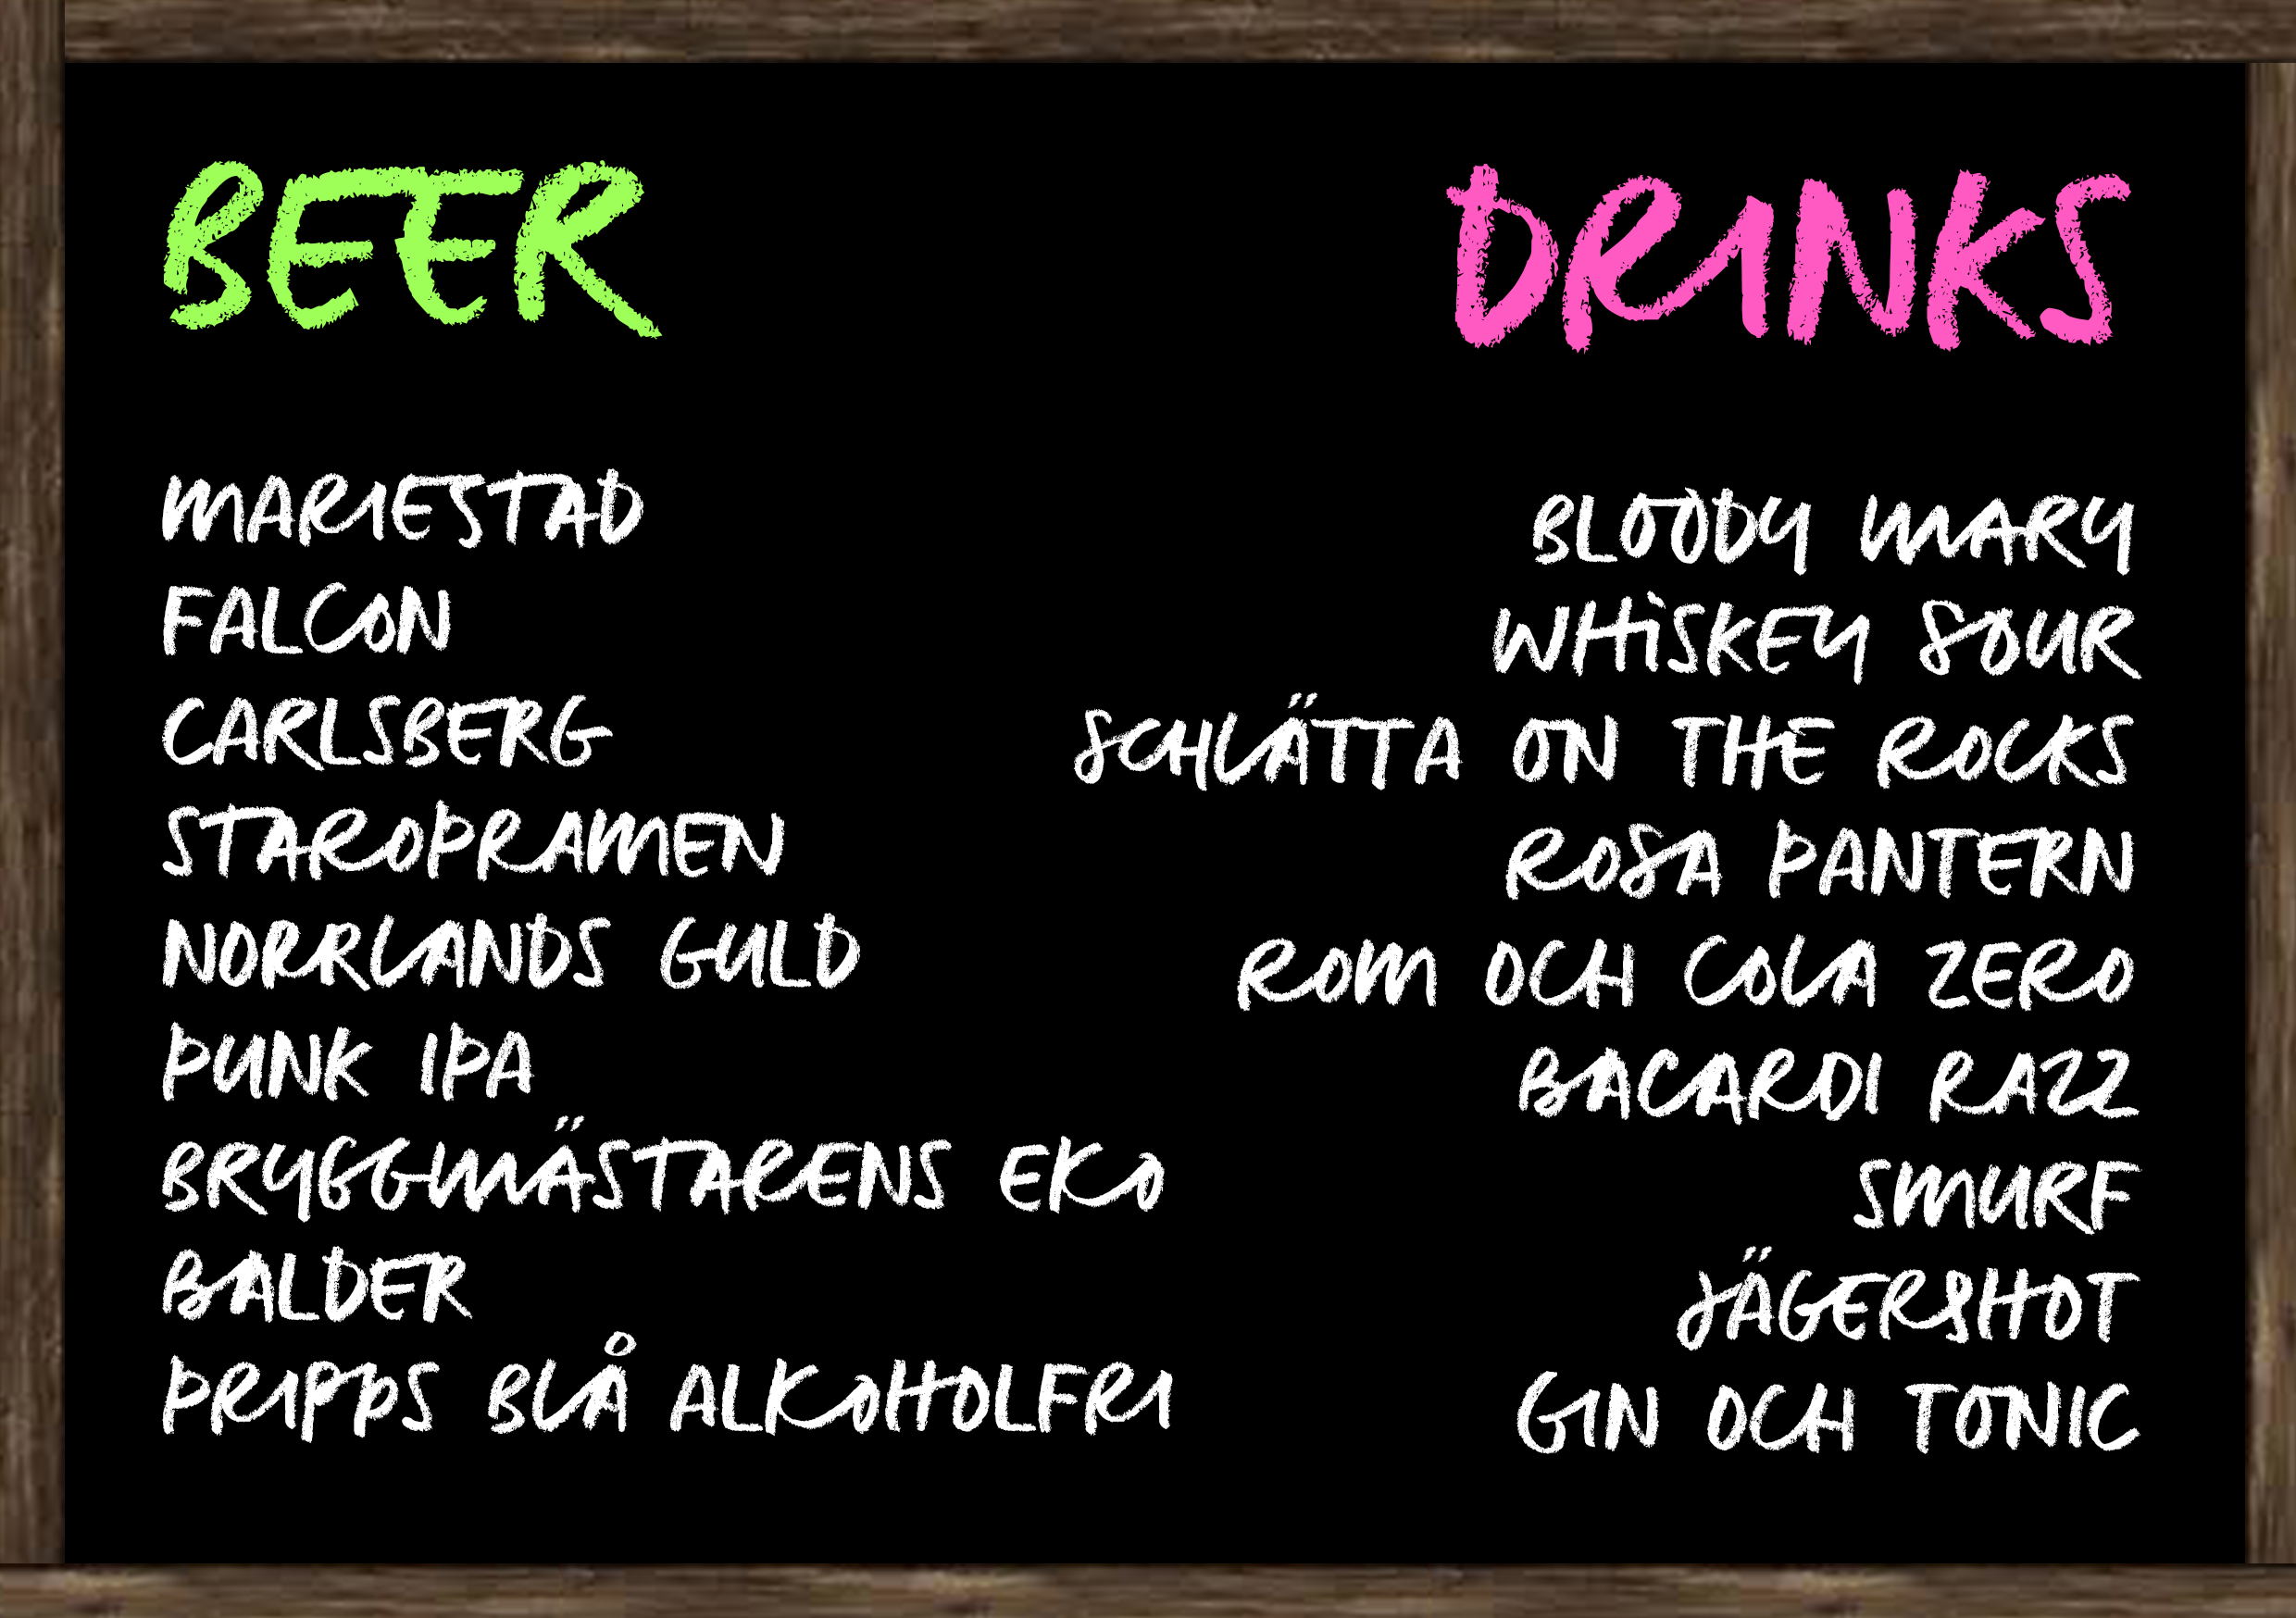 BEER
MARIESTAD
FALCON
CARLSBERG
STAROPRAMEN
NORRLANDS GULD
PUNK IPA
BRYGGMÄSTARENS EKO
BALDER
PRIPPS BLÅ ALKOHOLFRI
DRINKS
BLOODY MARY
WHISKEY SOUR
SCHLÄTTA ON THE ROCKS
ROSA PANTERN
ROM OCH COLA ZERO
BACARDI RAZZ
SMURF
JÄGERSHOT
GIN OCH TONIC